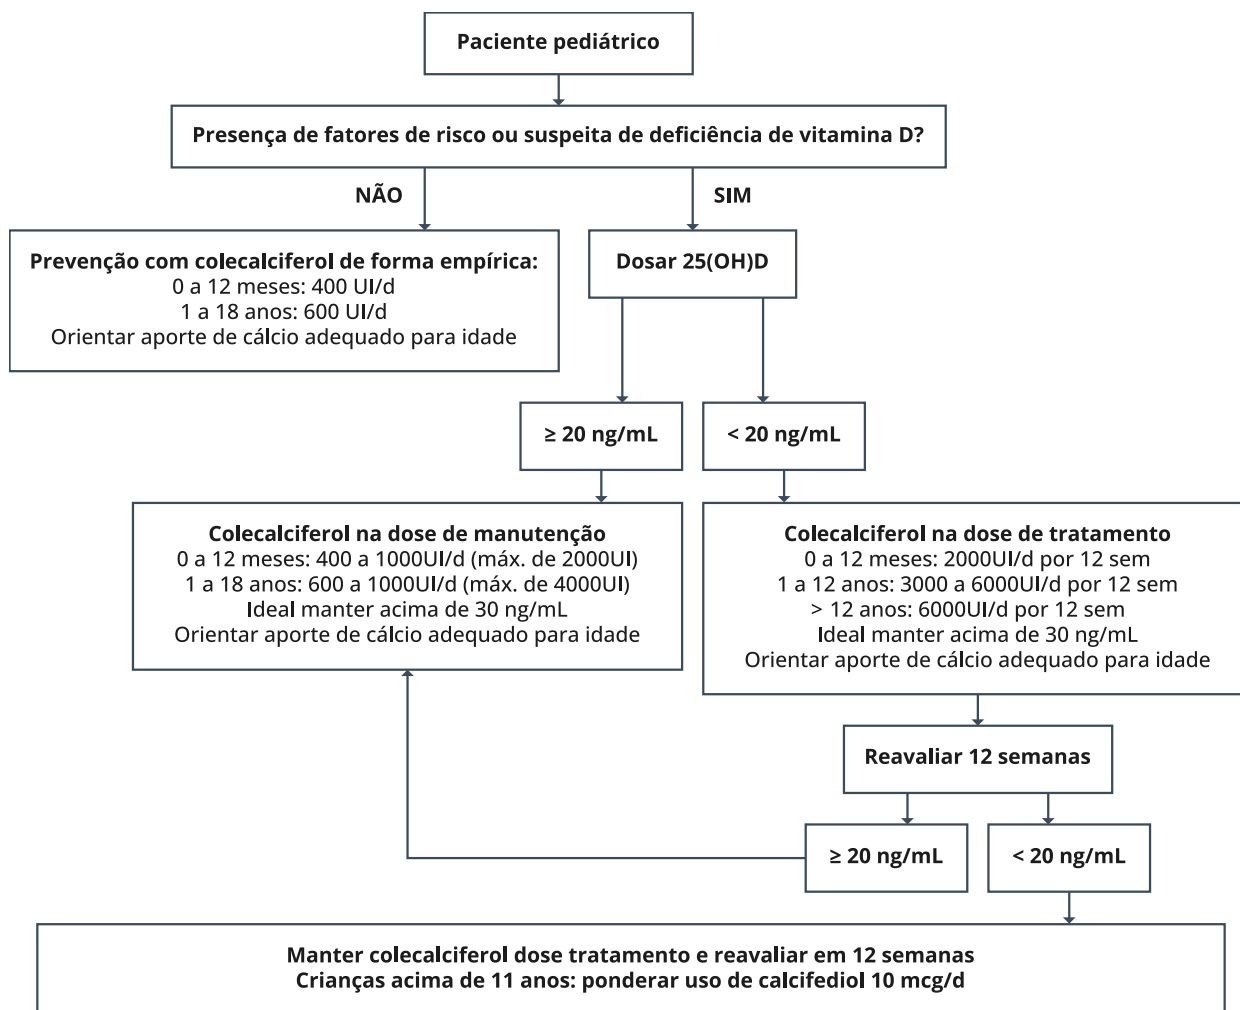 Paciente pediátrico
Presença de fatores de risco ou suspeita de deficiência de vitamina D?
NÃO
SIM
Prevenção com colecalciferol de forma empírica:
0 a 12 meses: 400 UI/d
1 a 18 anos: 600 UI/d
Orientar aporte de cálcio adequado para idade
Dosar 25(OH)D
≥ 20 ng/mL
< 20 ng/mL
Colecalciferol na dose de manutenção
0 a 12 meses: 400 a 1000UI/d (máx. de 2000UI)
1 a 18 anos: 600 a 1000UI/d (máx. de 4000UI)
Ideal manter acima de 30 ng/mL
Orientar aporte de cálcio adequado para idade
Colecalciferol na dose de tratamento
0 a 12 meses: 2000UI/d por 12 sem
1 a 12 anos: 3000 a 6000UI/d por 12 sem
> 12 anos: 6000UI/d por 12 sem
Ideal manter acima de 30 ng/mL
Orientar aporte de cálcio adequado para idade
Reavaliar 12 semanas
≥ 20 ng/mL
< 20 ng/mL
Manter colecalciferol dose tratamento e reavaliar em 12 semanas
Crianças acima de 11 anos: ponderar uso de calcifediol 10 mcg/d